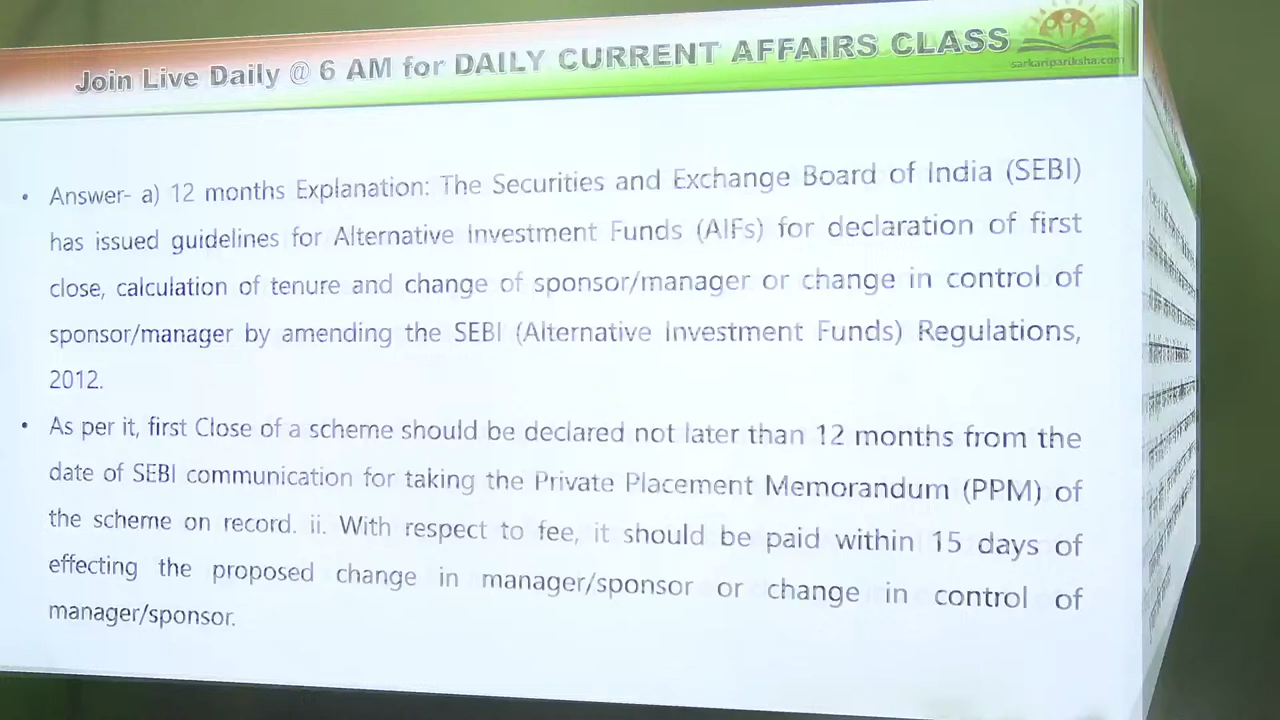 Join Live Daily @ 6 AM for DAILY CURRENT AFFAIRS CLASS
sarkaripariksha.com
• Answer- a) 12 months Explanation: The Securities and Exchange Board of India (SEBI)
has issued guidelines for Alternative Investment Funds (AIFs) for declaration of first
close, calculation of tenure and change of sponsor/manager or change in control of
sponsor/manager by amending the SEBI (Alternative Investment Funds) Regulations,
2012.
• As per it, first Close of a scheme should be declared not later than 12 months from the
date of SEBI communication for taking the Private Placement Memorandum (PPM) of
the scheme on record. ii. With respect to fee, it should be paid within 15 days of
effecting the proposed change in manager/sponsor or change in control of
manager/sponsor.